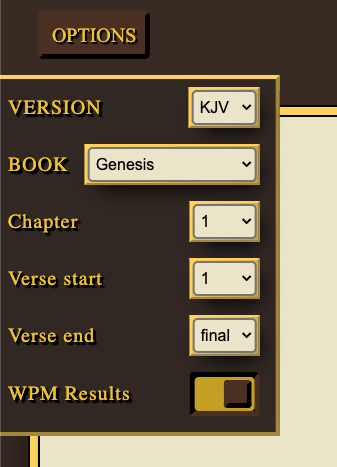 OPTIONS
VERSION KJV
BOOK Genesis
Chapter 1
Verse start 1
Verse end final
WPM Results